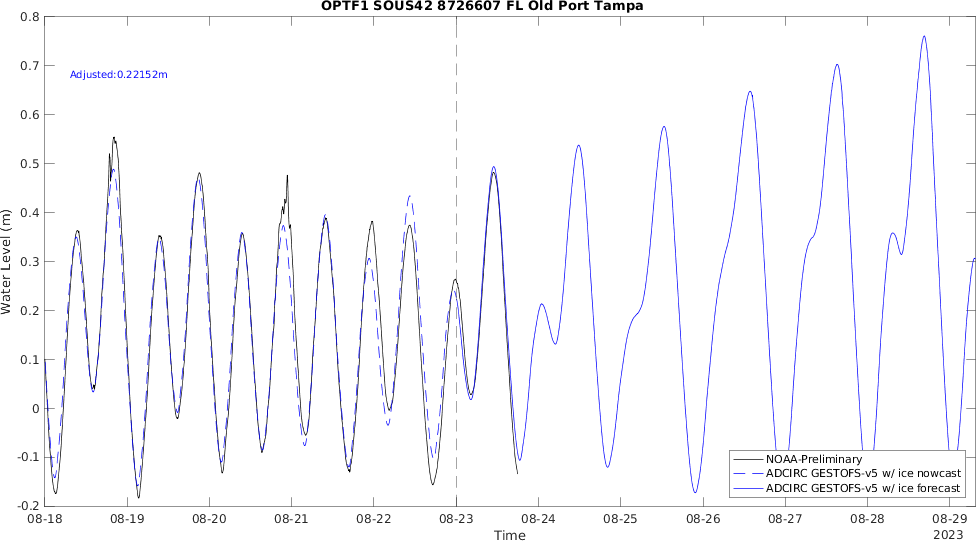 OPTF1 SOUS42 8726607 FL Old Port Tampa
Adjusted:0.22152m
Water Level (m)
0.8
0.7
0.6
0.5
0.4
0.3
0.2
0.1
0
-0.1
-0.2
NOAA-Preliminary
ADCIRC GESTOFS-v5 w/ ice nowcast
ADCIRC GESTOFS-v5 w/ ice forecast
08-18 08-19 08-20 08-21 08-22 08-23 08-24 08-25 08-26 08-27 08-28 08-29
Time 2023